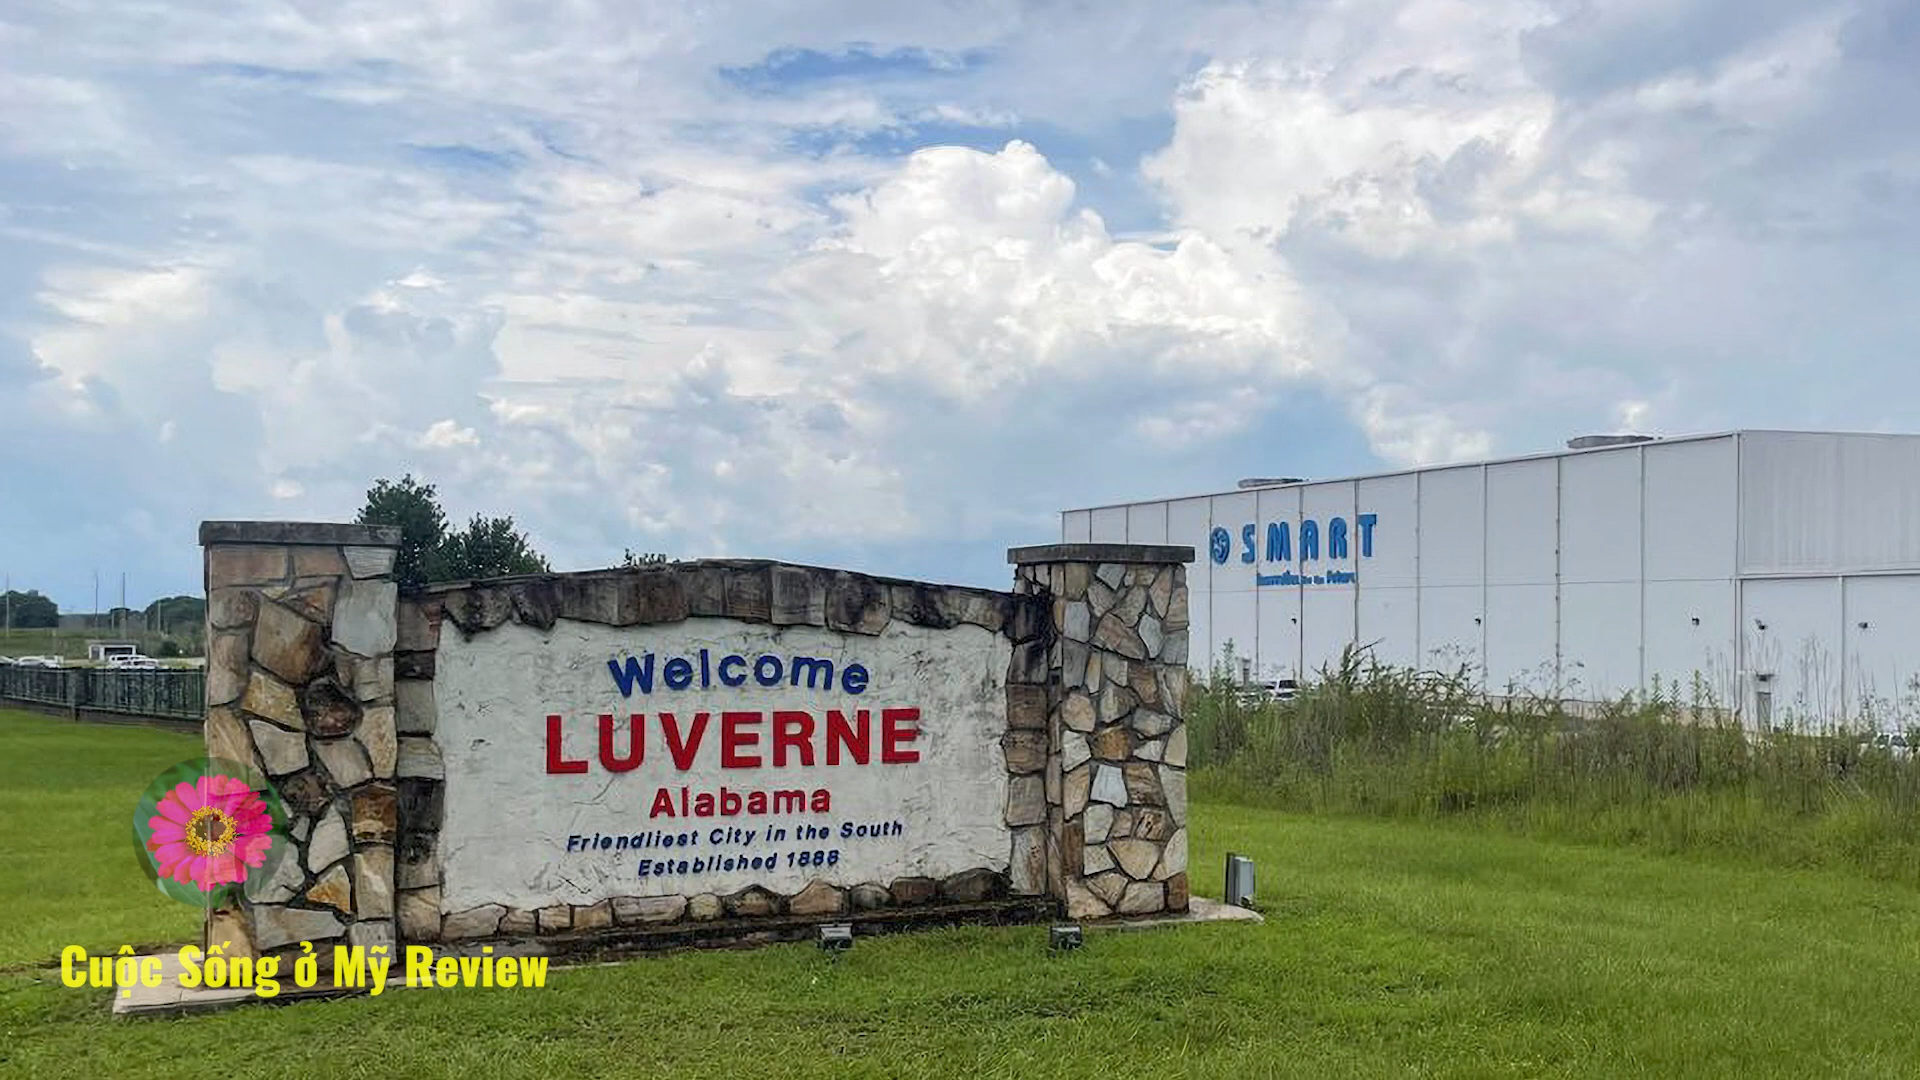 S SMART
Welcome
LUVERNE
Alabama
Friendliest City in the South
Established 1888
Cuộc Sống ở Mỹ Review